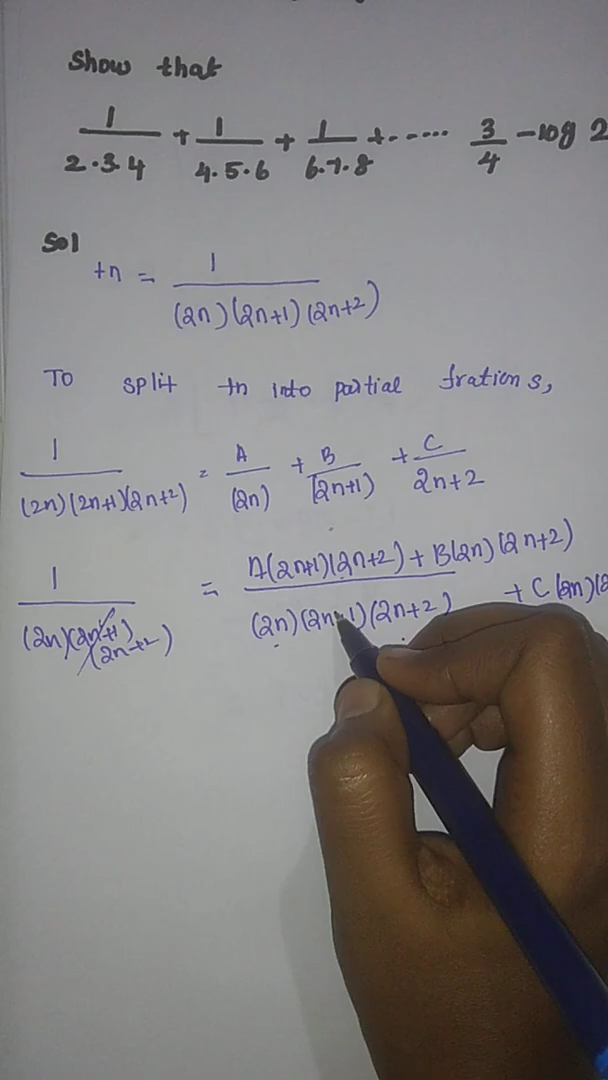 Show that
1/2.3.4 + 1/4.5.6 + 1/6.7.8 +...... 3/4 - log 2
Sol
tn = 1/(2n)(2n+1)(2n+2)
To split tn into partial frations,
1/(2n)(2n+1)(2n+2) = A/(2n) + B/(2n+1) + C/2n+2
1/(2n)(2n+1)(2n+2) = A(2n+1)(2n+2) + B(2n)(2n+2) + C(2n)(2/(2n)(2n+1)(2n+2)